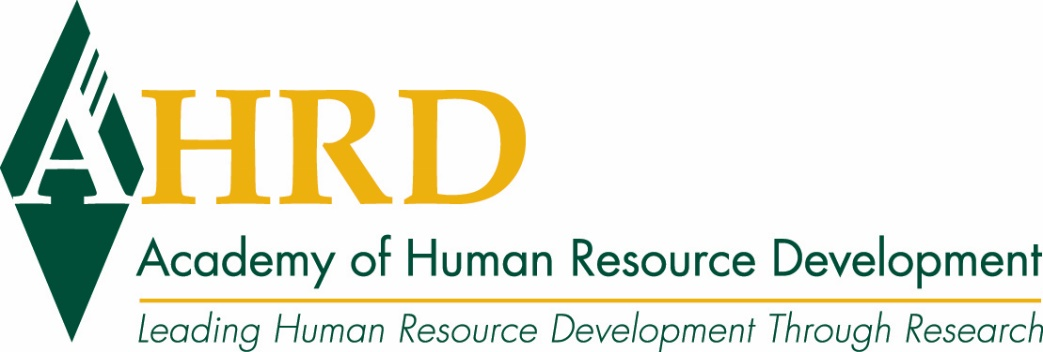 AHRD
Academy of Human Resource Development
Leading Human Resource Development Through Research